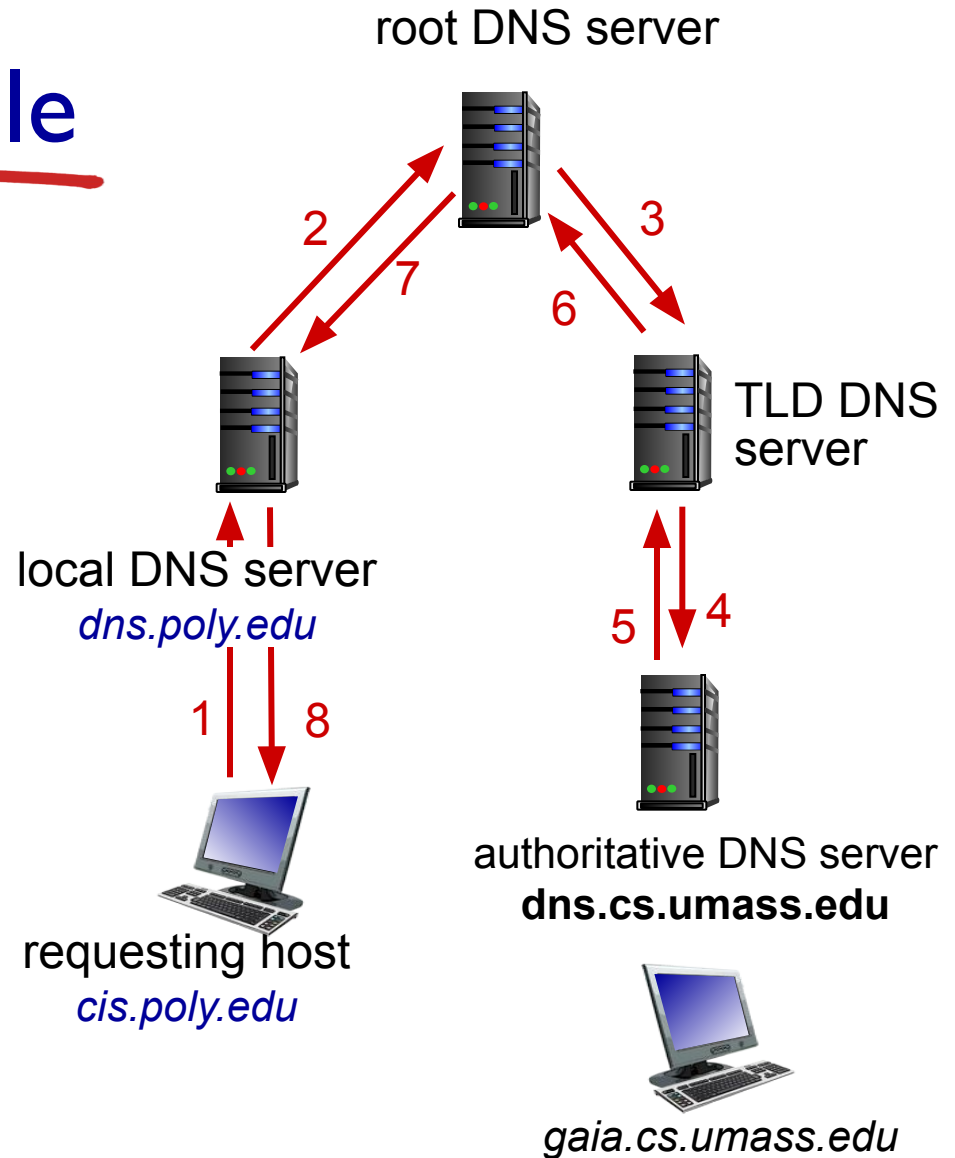 root DNS server
le
2
3
7
6
TLD DNS
server
local DNS server
dns.poly.edu
5
4
1
8
authoritative DNS server
dns.cs.umass.edu
requesting host
cis.poly.edu
gaia.cs.umass.edu